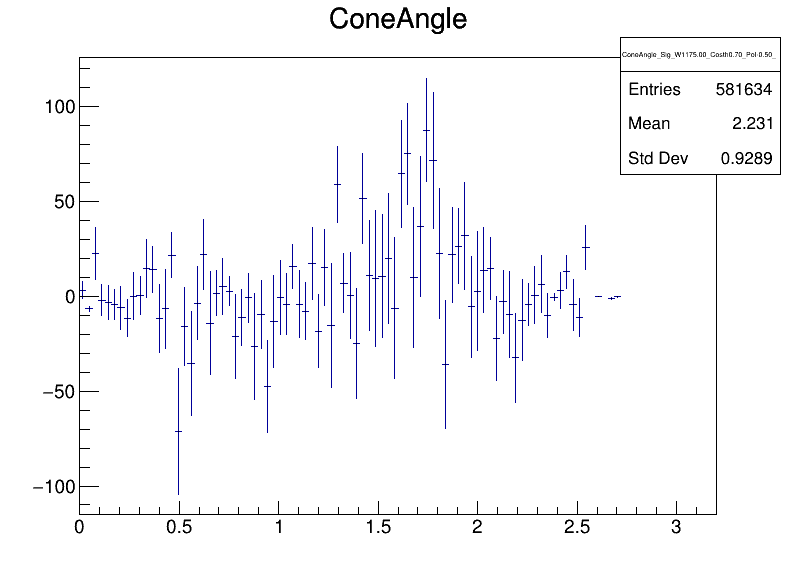 ConeAngle
ConeAngle_Sig_W1175.00_Costh0.70_Pol-0.50_
Entries 581634
Mean 2.231
Std Dev 0.9289
100
50
0
−50
−100
0 0.5 1 1.5 2 2.5 3